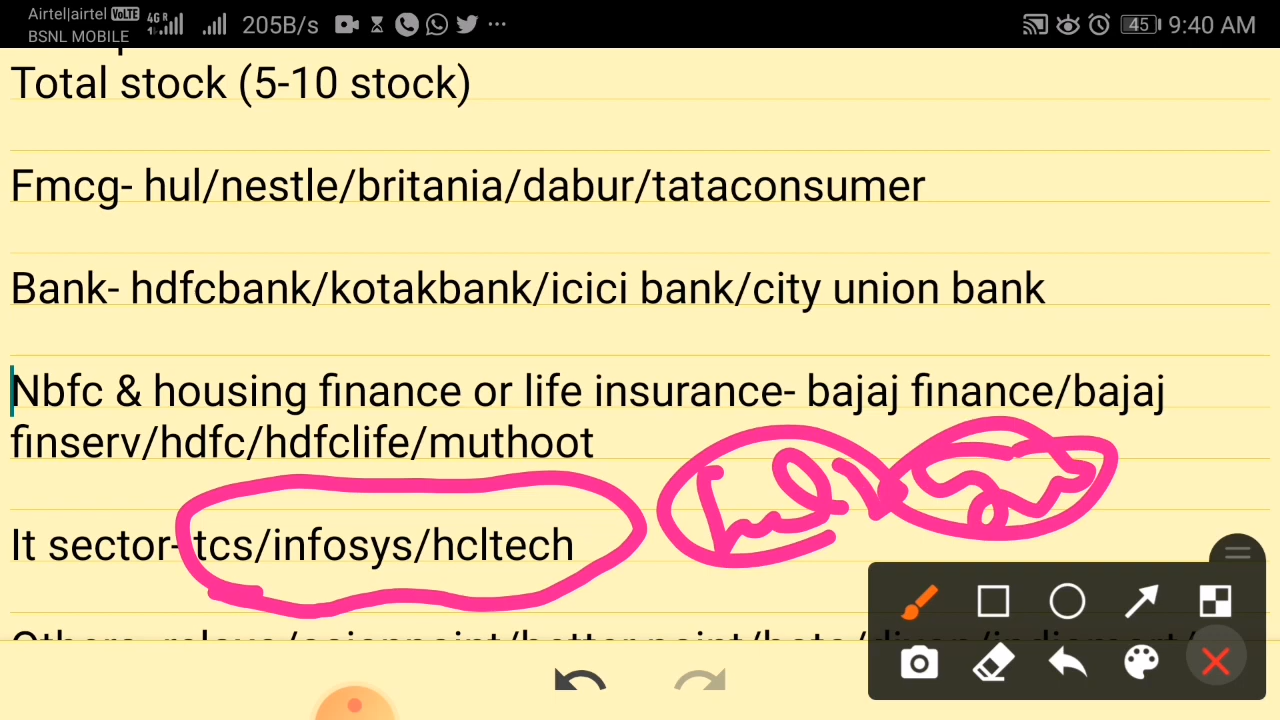 Airtel|airtel VoLTE 4G R 205B/s 45 9:40 AM
BSNL MOBILE
Total stock (5-10 stock)
Fmcg- hul/nestle/britania/dabur/tataconsumer
Bank- hdfcbank/kotakbank/icici bank/city union bank
Nbfc & housing finance or life insurance- bajaj finance/bajaj
finserv/hdfc/hdfclife/muthoot
It sector- tcs/infosys/hcltech